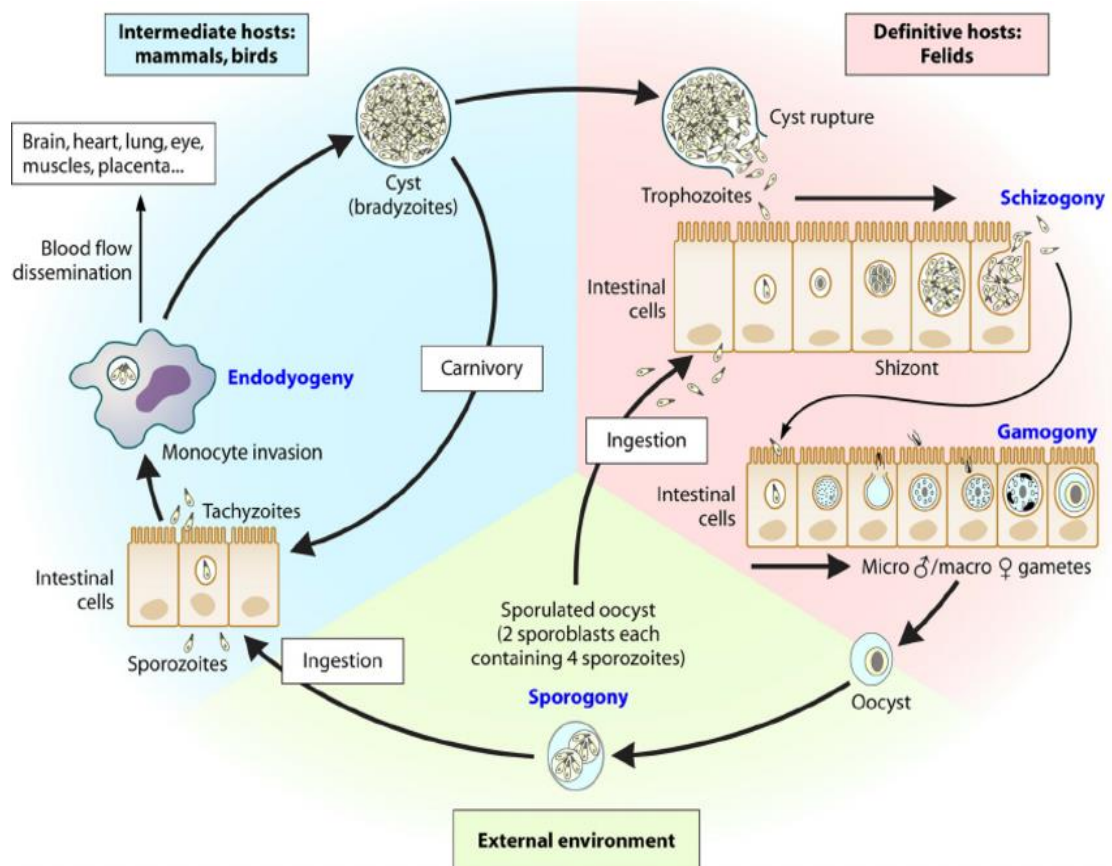 Intermediate hosts:
mammals, birds
Definitive hosts:
Felids
Brain, heart, lung, eye,
muscles, placenta...
Cyst
(bradyzoites)
Cyst rupture
Trophozoites
Schizogony
Blood flow
dissemination
Intestinal
cells
Shizont
Endodyogeny
Carnivory
Monocyte invasion
Ingestion
Gamogony
Tachyzoites
Intestinal
cells
Intestinal
cells
Micro ♂/macro ♀ gametes
Sporozoites
Ingestion
Sporulated oocyst
(2 sporoblasts each
containing 4 sporozoites)
Sporogony
Oocyst
External environment